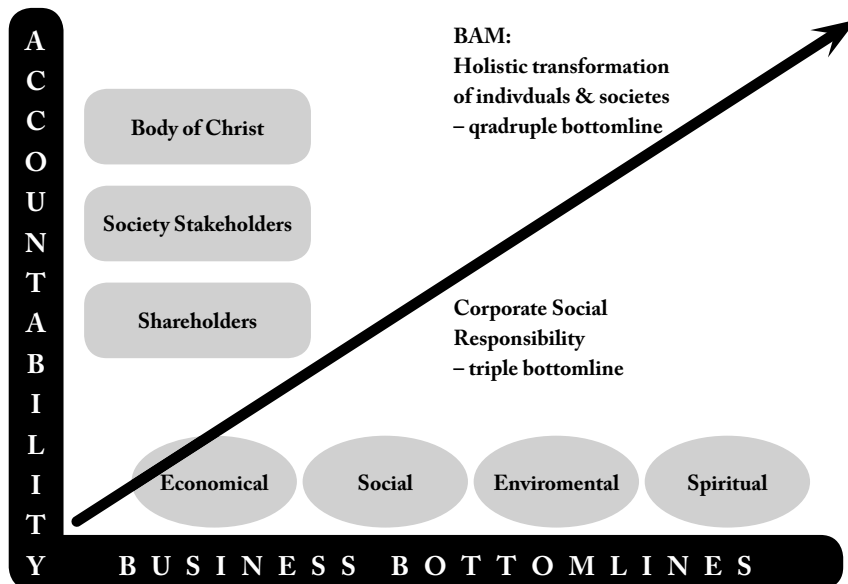 ACCOUNTABILITY
BAM:
Holistic transformation
of indivduals & societes
– qradruple bottomline
Body of Christ
Society Stakeholders
Shareholders
Corporate Social
Responsibility
– triple bottomline
Economical
Social
Enviromental
Spiritual
BUSINESS BOTTOMLINES